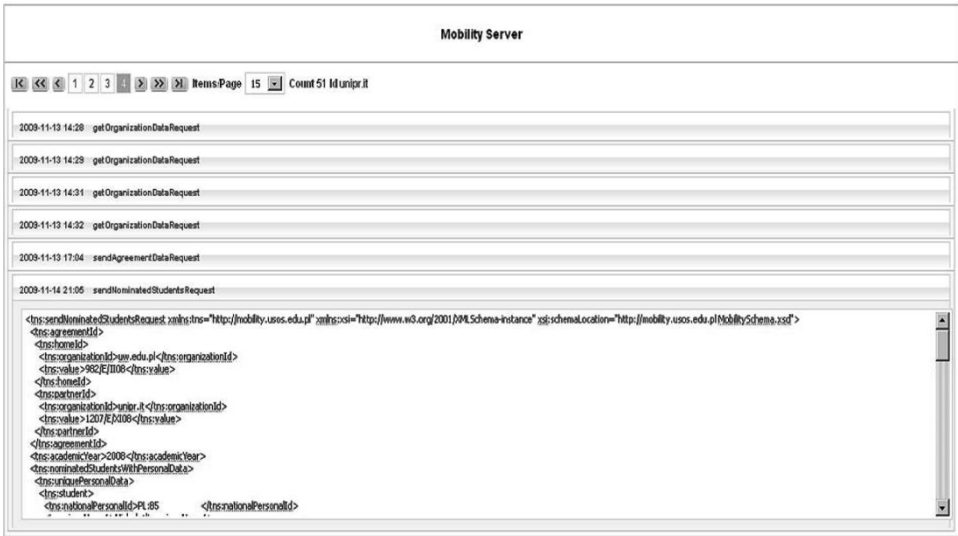 Mobility Server
1 2 3 4 Items/Page 15 Count 51 Id unipr.it
2009-11-13 14:28 getOrganizationDataRequest
2009-11-13 14:29 getOrganizationDataRequest
2009-11-13 14:31 getOrganizationDataRequest
2009-11-13 14:32 getOrganizationDataRequest
2009-11-13 17:04 sendAgreementDataRequest
2009-11-14 21:05 sendNominatedStudentsRequest
<tns:sendNominatedStudentsRequest xmlns:tns="http://mobility.usos.edu.pl" xmlns:xsi="http://www.w3.org/2001/XMLSchema-instance" xsi:schemaLocation="http://mobility.usos.edu.pl MobilitySchema.xsd">
<tns:agreementId>
<tns:homeId>
<tns:organizationId>uw.edu.pl</tns:organizationId>
<tns:value>982/E/II08</tns:value>
</tns:homeId>
<tns:partnerId>
<tns:organizationId>unipr.it</tns:organizationId>
<tns:value>1207/E/XI08</tns:value>
</tns:partnerId>
</tns:agreementId>
<tns:academicYear>2008</tns:academicYear>
<tns:nominatedStudentsWithPersonalData>
<tns:uniquePersonalData>
<tns:student>
<tns:nationalPersonalId>PL:85 </tns:nationalPersonalId>